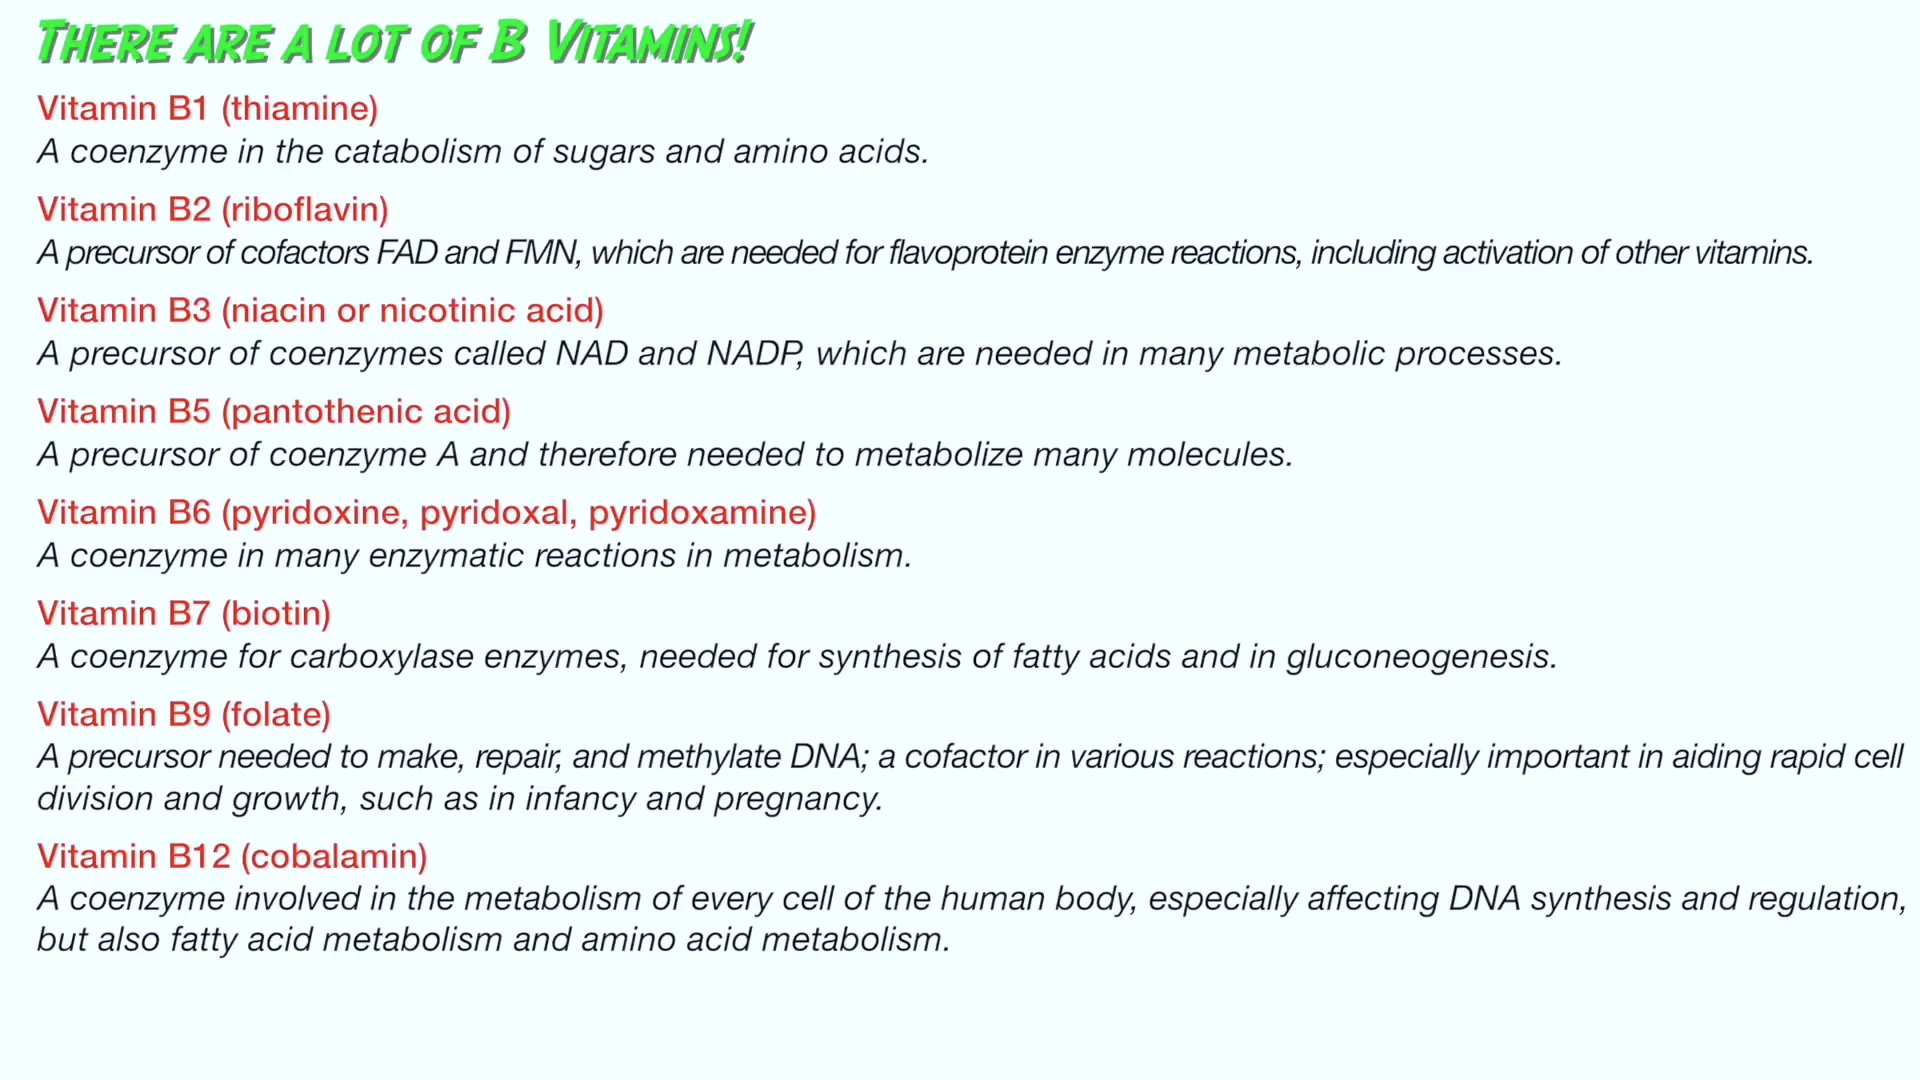 There are a lot of B Vitamins!
Vitamin B1 (thiamine)
A coenzyme in the catabolism of sugars and amino acids.
Vitamin B2 (riboflavin)
A precursor of cofactors FAD and FMN, which are needed for flavoprotein enzyme reactions, including activation of other vitamins.
Vitamin B3 (niacin or nicotinic acid)
A precursor of coenzymes called NAD and NADP, which are needed in many metabolic processes.
Vitamin B5 (pantothenic acid)
A precursor of coenzyme A and therefore needed to metabolize many molecules.
Vitamin B6 (pyridoxine, pyridoxal, pyridoxamine)
A coenzyme in many enzymatic reactions in metabolism.
Vitamin B7 (biotin)
A coenzyme for carboxylase enzymes, needed for synthesis of fatty acids and in gluconeogenesis.
Vitamin B9 (folate)
A precursor needed to make, repair, and methylate DNA; a cofactor in various reactions; especially important in aiding rapid cell
division and growth, such as in infancy and pregnancy.
Vitamin B12 (cobalamin)
A coenzyme involved in the metabolism of every cell of the human body, especially affecting DNA synthesis and regulation,
but also fatty acid metabolism and amino acid metabolism.